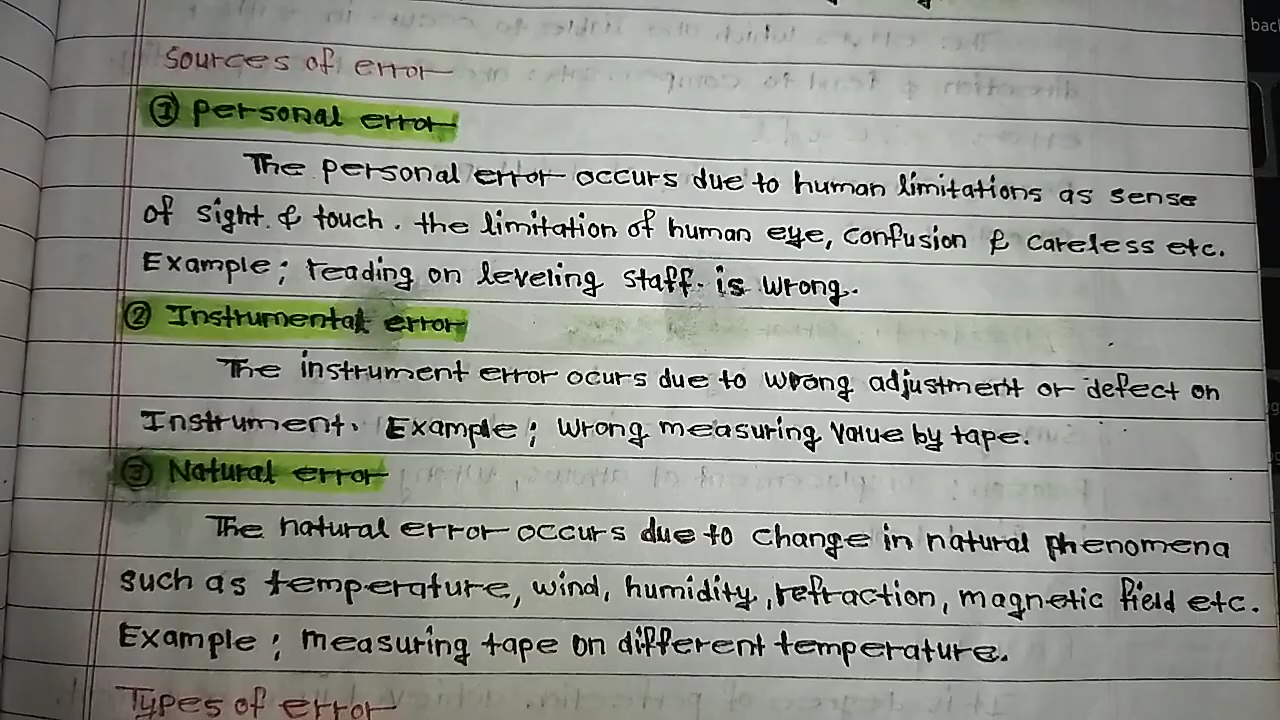 Sources of error
① personal error
The personal error occurs due to human limitations as sense
of sight & touch. the limitation of human eye, confusion & careless etc.
Example; reading on leveling staff is wrong.
② Instrumental error
The instrument error ocurs due to wrong adjustment or defect on
Instrument. Example; wrong measuring value by tape.
③ Natural error
The natural error occurs due to change in natural phenomena
such as temperature, wind, humidity, refraction, magnetic field etc.
Example; measuring tape on different temperature.
Types of error